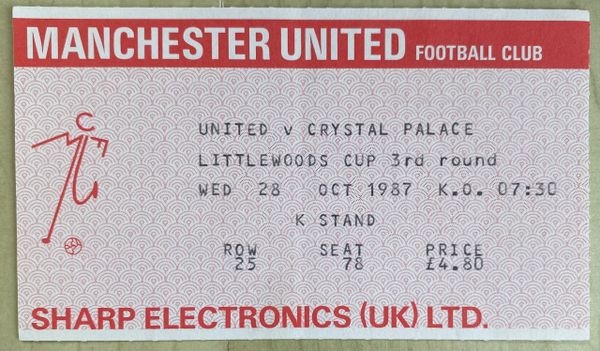 MANCHESTER UNITED FOOTBALL CLUB
UNITED v CRYSTAL PALACE
LITTLEWOODS CUP 3rd round
WED 28 OCT 1987 K.O. 07:30
K STAND
ROW SEAT PRICE
25 78 £4.80
SHARP ELECTRONICS (UK) LTD.